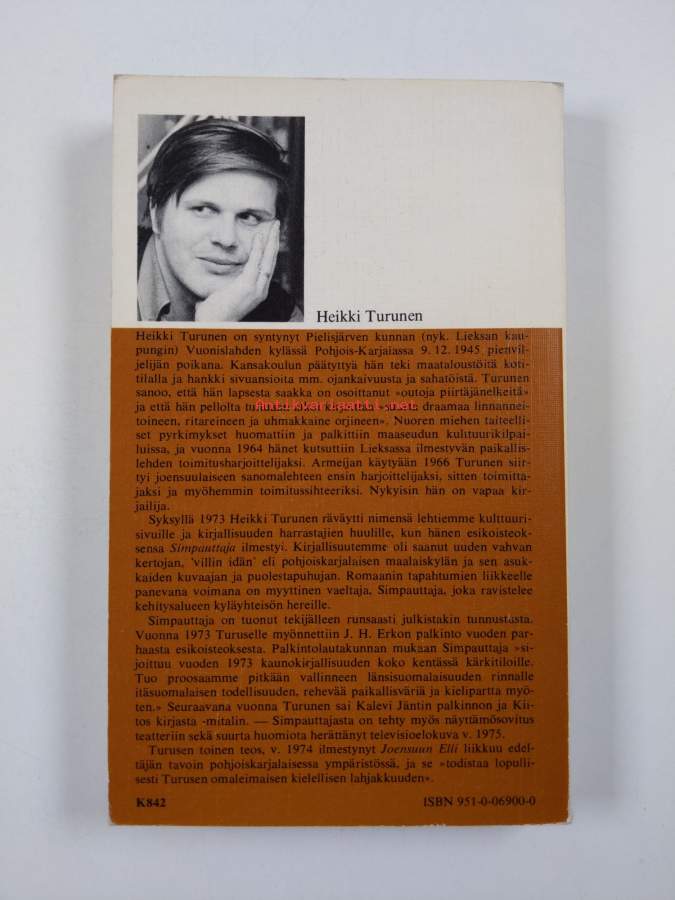 Heikki Turunen
Heikki Turunen on syntynyt Pielisjärven kunnan (nyk. Lieksan kau-
pungin) Vuonislahden kylässä Pohjois-Karjalassa 9. 12. 1945 pienvil-
jelijän poikana. Kansakoulun päätyttyä hän teki maataloustöitä koti-
tilalla ja hankki sivuansioita mm. ojankaivuusta ja sahatöistä. Turunen
sanoo, että hän lapsesta saakka on osoittanut »outoja piirtäjänelkeitä»
ja että hän pellolta draamaa linnannei-
Antikvariaatti.net
toineen, ritareineen ja uhmakkaine orjineen». Nuoren miehen taiteelli-
set pyrkimykset huomattiin ja palkittiin maaseudun kulttuurikilpai-
luissa, ja vuonna 1964 hänet kutsuttiin Lieksassa ilmestyvän paikallis-
lehden toimitusharjoittelijaksi. Armeijan käytyään 1966 Turunen siir-
tyi joensuulaiseen sanomalehteen ensin harjoittelijaksi, sitten toimitta-
jaksi ja myöhemmin toimitussihteeriksi. Nykyisin hän on vapaa kir-
jailija.
Syksyllä 1973 Heikki Turunen räväytti nimensä lehtiemme kulttuuri-
sivuille ja kirjallisuuden harrastajien huulille, kun hänen esikoisteok-
sensa Simpauttaja ilmestyi. Kirjallisuutemme oli saanut uuden vahvan
kertojan, 'villin idän' eli pohjoiskarjalaisen maalaiskylän ja sen asuk-
kaiden kuvaajan ja puolestapuhujan. Romaanin tapahtumien liikkeelle
panevana voimana on myyttinen vaeltaja, Simpauttaja, joka ravistelee
kehitysalueen kyläyhteisön hereille.
Simpauttaja on tuonut tekijälleen runsaasti julkistakin tunnustusta.
Vuonna 1973 Turuselle myönnettiin J. H. Erkon palkinto vuoden par-
haasta esikoisteoksesta. Palkintolautakunnan mukaan Simpauttaja »si-
joittuu vuoden 1973 kaunokirjallisuuden koko kentässä kärkitiloille.
Tuo proosaamme pitkään vallinneen länsisuomalaisuuden rinnalle
itäsuomalaisen todellisuuden, rehevää paikallisväriä ja kielipartta myö-
ten.» Seuraavana vuonna Turunen sai Kalevi Jäntin palkinnon ja Kii-
tos kirjasta -mitalin. — Simpauttajasta on tehty myös näyttämösovitus
teatteriin sekä suurta huomiota herättänyt televisioelokuva v. 1975.
Turusen toinen teos, v. 1974 ilmestynyt Joensuun Elli liikkuu edel-
täjän tavoin pohjoiskarjalaisessa ympäristössä, ja se »todistaa lopulli-
sesti Turusen omaleimaisen kielellisen lahjakkuuden».
K842 ISBN 951-0-06900-0